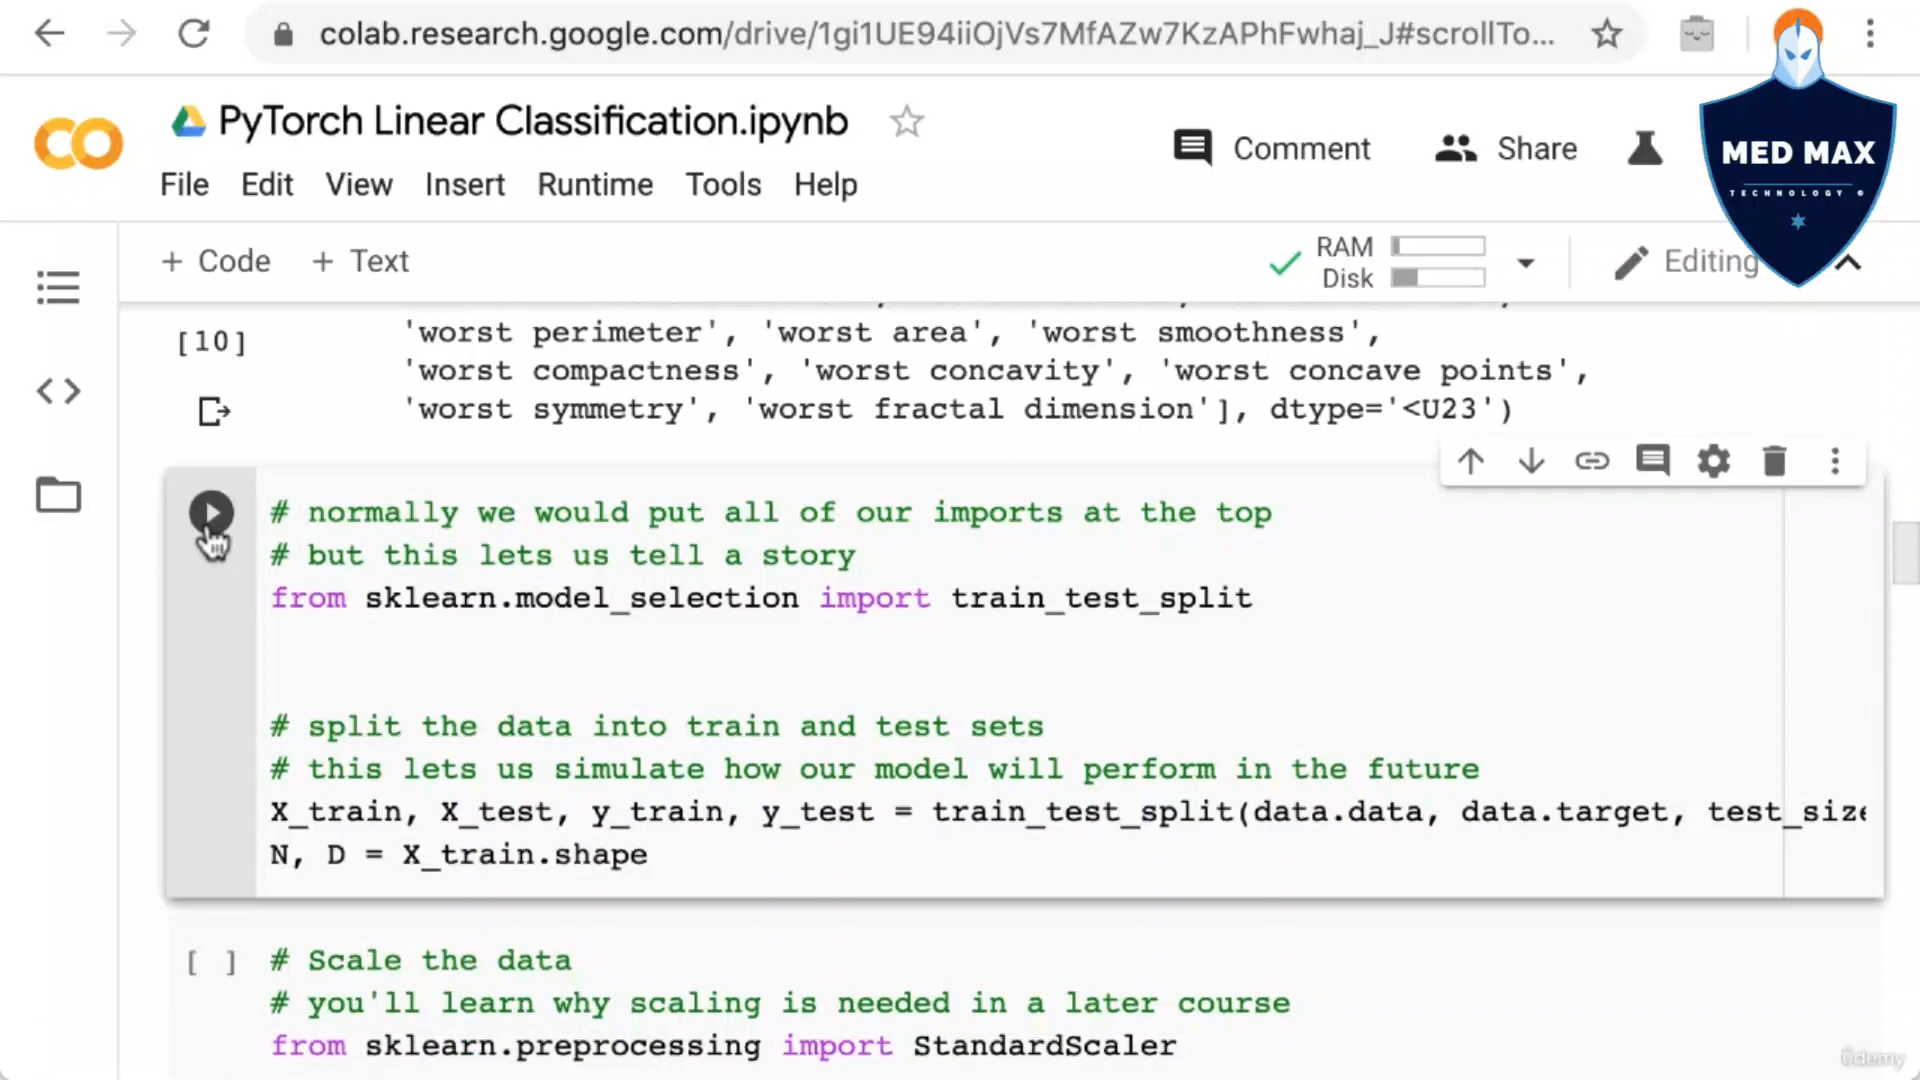 colab.research.google.com/drive/1gi1UE94iiOjVs7MfAZw7KzAPhFwhaj_J#scrollTo...
PyTorch Linear Classification.ipynb
Comment
Share
MED MAX
TECHNOLOGY
File Edit View Insert Runtime Tools Help
+ Code + Text
RAM
Disk
Editing
[10]
'worst perimeter', 'worst area', 'worst smoothness',
'worst compactness', 'worst concavity', 'worst concave points',
'worst symmetry', 'worst fractal dimension'], dtype='<U23')
# normally we would put all of our imports at the top
# but this lets us tell a story
from sklearn.model_selection import train_test_split
# split the data into train and test sets
# this lets us simulate how our model will perform in the future
X_train, X_test, y_train, y_test = train_test_split(data.data, data.target, test_size
N, D = X_train.shape
[ ]
# Scale the data
# you'll learn why scaling is needed in a later course
from sklearn.preprocessing import StandardScaler
ûdemy